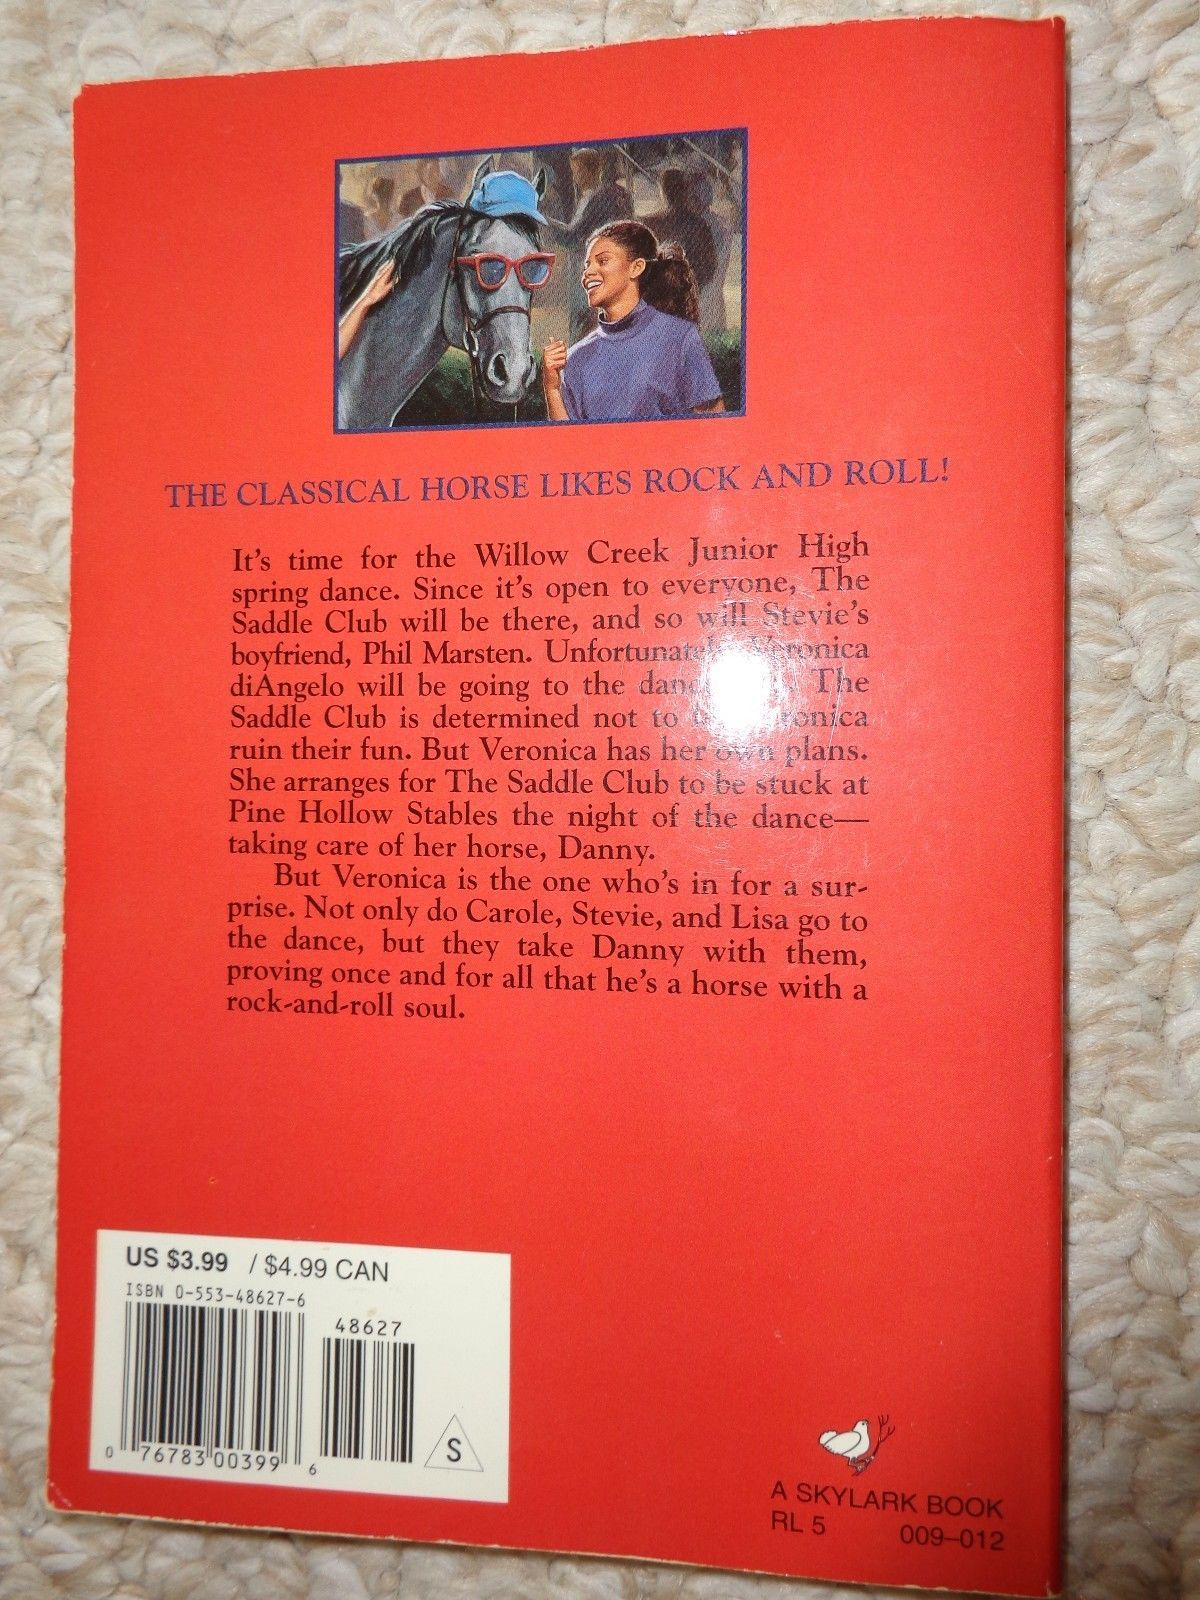 THE CLASSICAL HORSE LIKES ROCK AND ROLL!
It's time for the Willow Creek Junior High
spring dance. Since it's open to everyone, The
Saddle Club will be there, and so will Stevie's
boyfriend, Phil Marsten. Unfortunately, Veronica
diAngelo will be going to the dance The
Saddle Club is determined not to Veronica
ruin their fun. But Veronica has her own plans.
She arranges for The Saddle Club to be stuck at
Pine Hollow Stables the night of the dance—
taking care of her horse, Danny.
But Veronica is the one who's in for a sur-
prise. Not only do Carole, Stevie, and Lisa go to
the dance, but they take Danny with them,
proving once and for all that he's a horse with a
rock-and-roll soul.
US $3.99 / $4.99 CAN
ISBN 0-553-48627-6
48627
0 76783 00399 6
S
A SKYLARK BOOK
RL 5 009–012